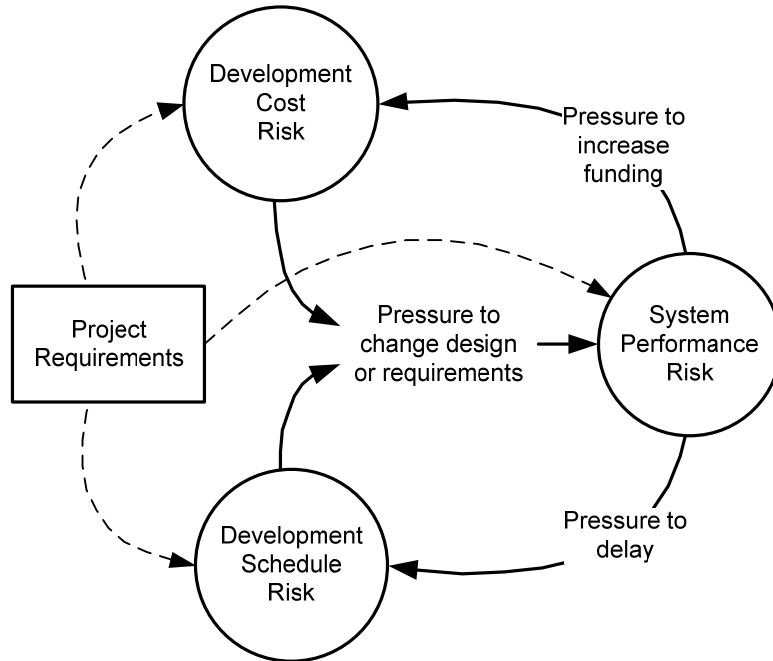 Development
Cost
Risk
Pressure to
increase
funding
Project
Requirements
Pressure to
change design
or requirements
System
Performance
Risk
Development
Schedule
Risk
Pressure to
delay